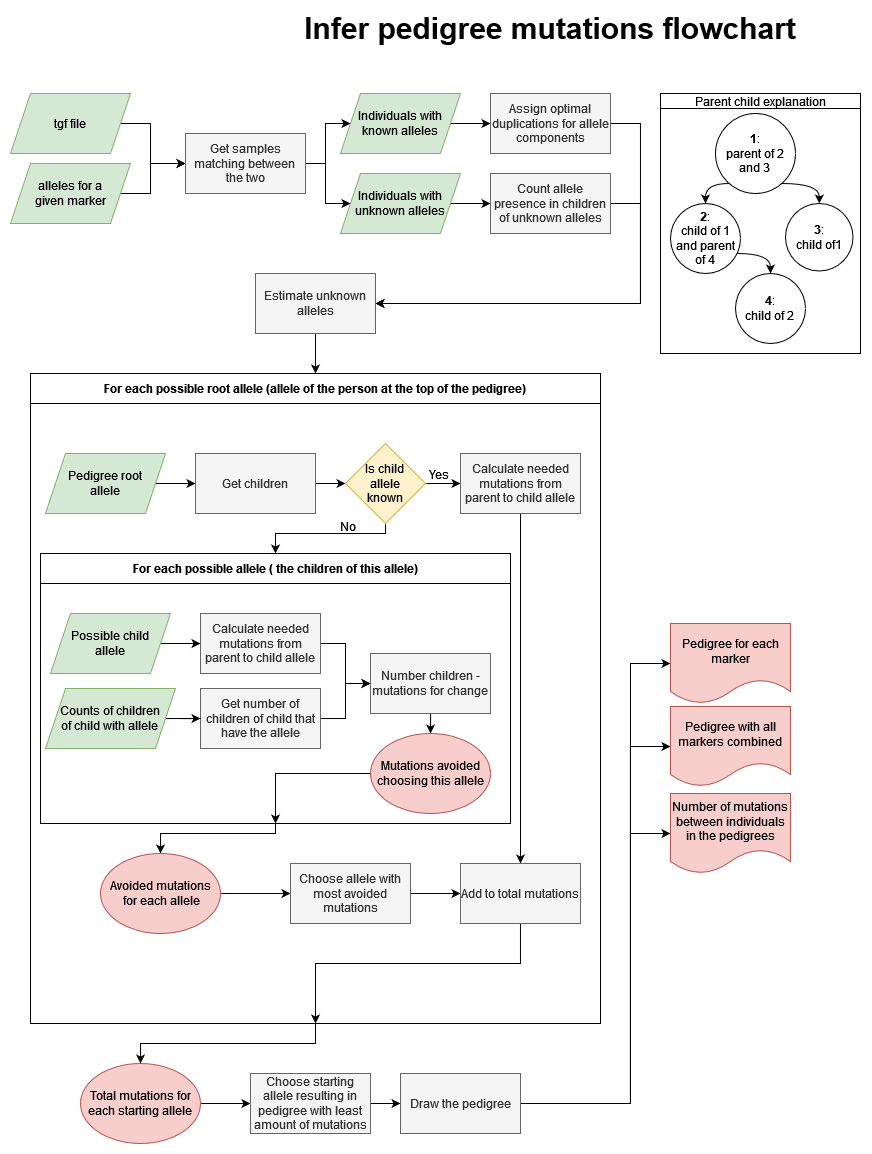 Infer pedigree mutations flowchart
tgf file
alleles for a
given marker
Get samples
matching between
the two
Individuals with
known alleles
Assign optimal
duplications for allele
components
Individuals with
unknown alleles
Count allele
presence in children
of unknown alleles
Parent child explanation
1:
parent of 2
and 3
2:
child of 1
and parent
of 4
3:
child of1
4:
child of 2
Estimate unknown
alleles
For each possible root allele (allele of the person at the top of the pedigree)
Pedigree root
allele
Get children
Is child
allele
known
Yes
Calculate needed
mutations from
parent to child allele
No
For each possible allele ( the children of this allele)
Possible child
allele
Calculate needed
mutations from
parent to child allele
Counts of children
of child with allele
Get number of
children of child that
have the allele
Number children -
mutations for change
Mutations avoided
choosing this allele
Avoided mutations
for each allele
Choose allele with
most avoided
mutations
Add to total mutations
Pedigree for each
marker
Pedigree with all
markers combined
Number of mutations
between individuals
in the pedigrees
Total mutations for
each starting allele
Choose starting
allele resulting in
pedigree with least
amount of mutations
Draw the pedigree